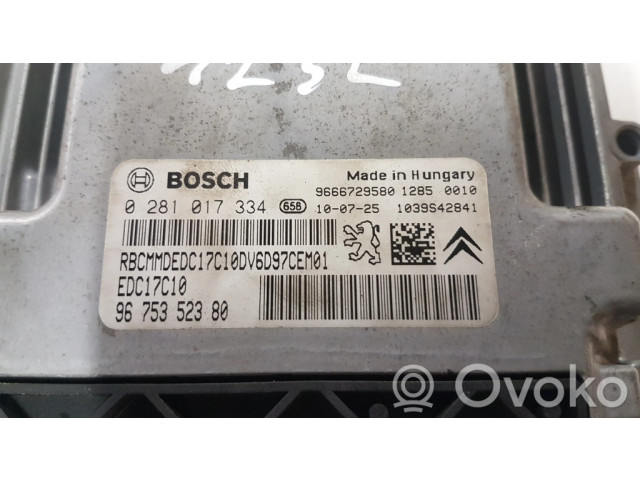 BOSCH
Made in Hungary
9666729580 1285 0010
0 281 017 334 658 10-07-25 1039S42841
RBCMMDEDC17C10DV6D97CEM01
EDC17C10
96 753 523 80
Ovoko